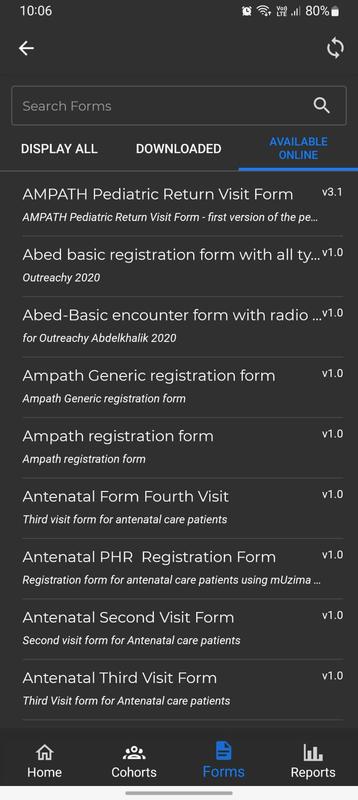 10:06
Vo)) LTE 80%
Search Forms
DISPLAY ALL
DOWNLOADED
AVAILABLE
ONLINE
AMPATH Pediatric Return Visit Form v3.1
AMPATH Pediatric Return Visit Form - first version of the pe...
Abed basic registration form with all ty... v1.0
Outreachy 2020
Abed-Basic encounter form with radio ... v1.0
for Outreachy Abdelkhalik 2020
Ampath Generic registration form v1.0
Ampath Generic registration form
Ampath registration form v1.0
Ampath registration form
Antenatal Form Fourth Visit v1.0
Third visit form for antenatal care patients
Antenatal PHR  Registration Form v1.0
Registration form for antenatal care patients using mUzima ...
Antenatal Second Visit Form v1.0
Second visit form for Antenatal care patients
Antenatal Third Visit Form v1.0
Third Visit form for Antenatal care patients
Home Cohorts Forms Reports